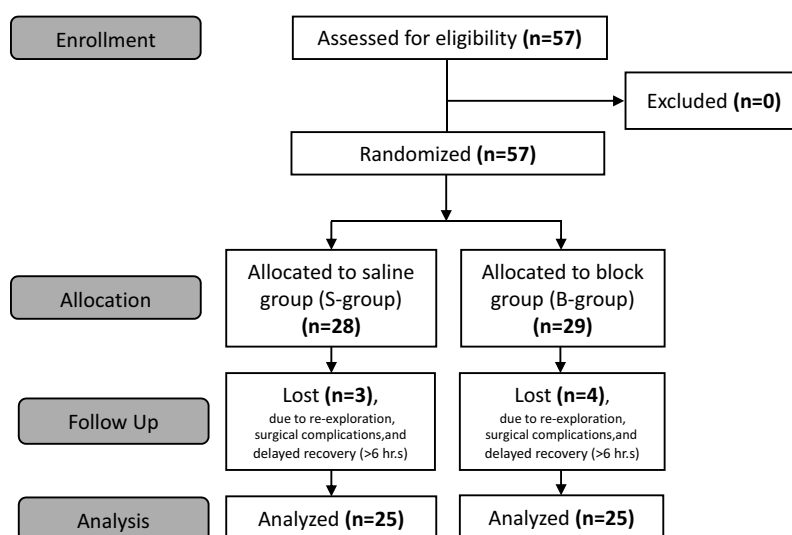 Enrollment
Assessed for eligibility (n=57)
Excluded (n=0)
Randomized (n=57)
Allocation
Allocated to saline
group (S-group)
(n=28)
Allocated to block
group (B-group)
(n=29)
Follow Up
Lost (n=3),
due to re-exploration,
surgical complications,and
delayed recovery (>6 hr.s)
Lost (n=4),
due to re-exploration,
surgical complications,and
delayed recovery (>6 hr.s)
Analysis
Analyzed (n=25)
Analyzed (n=25)